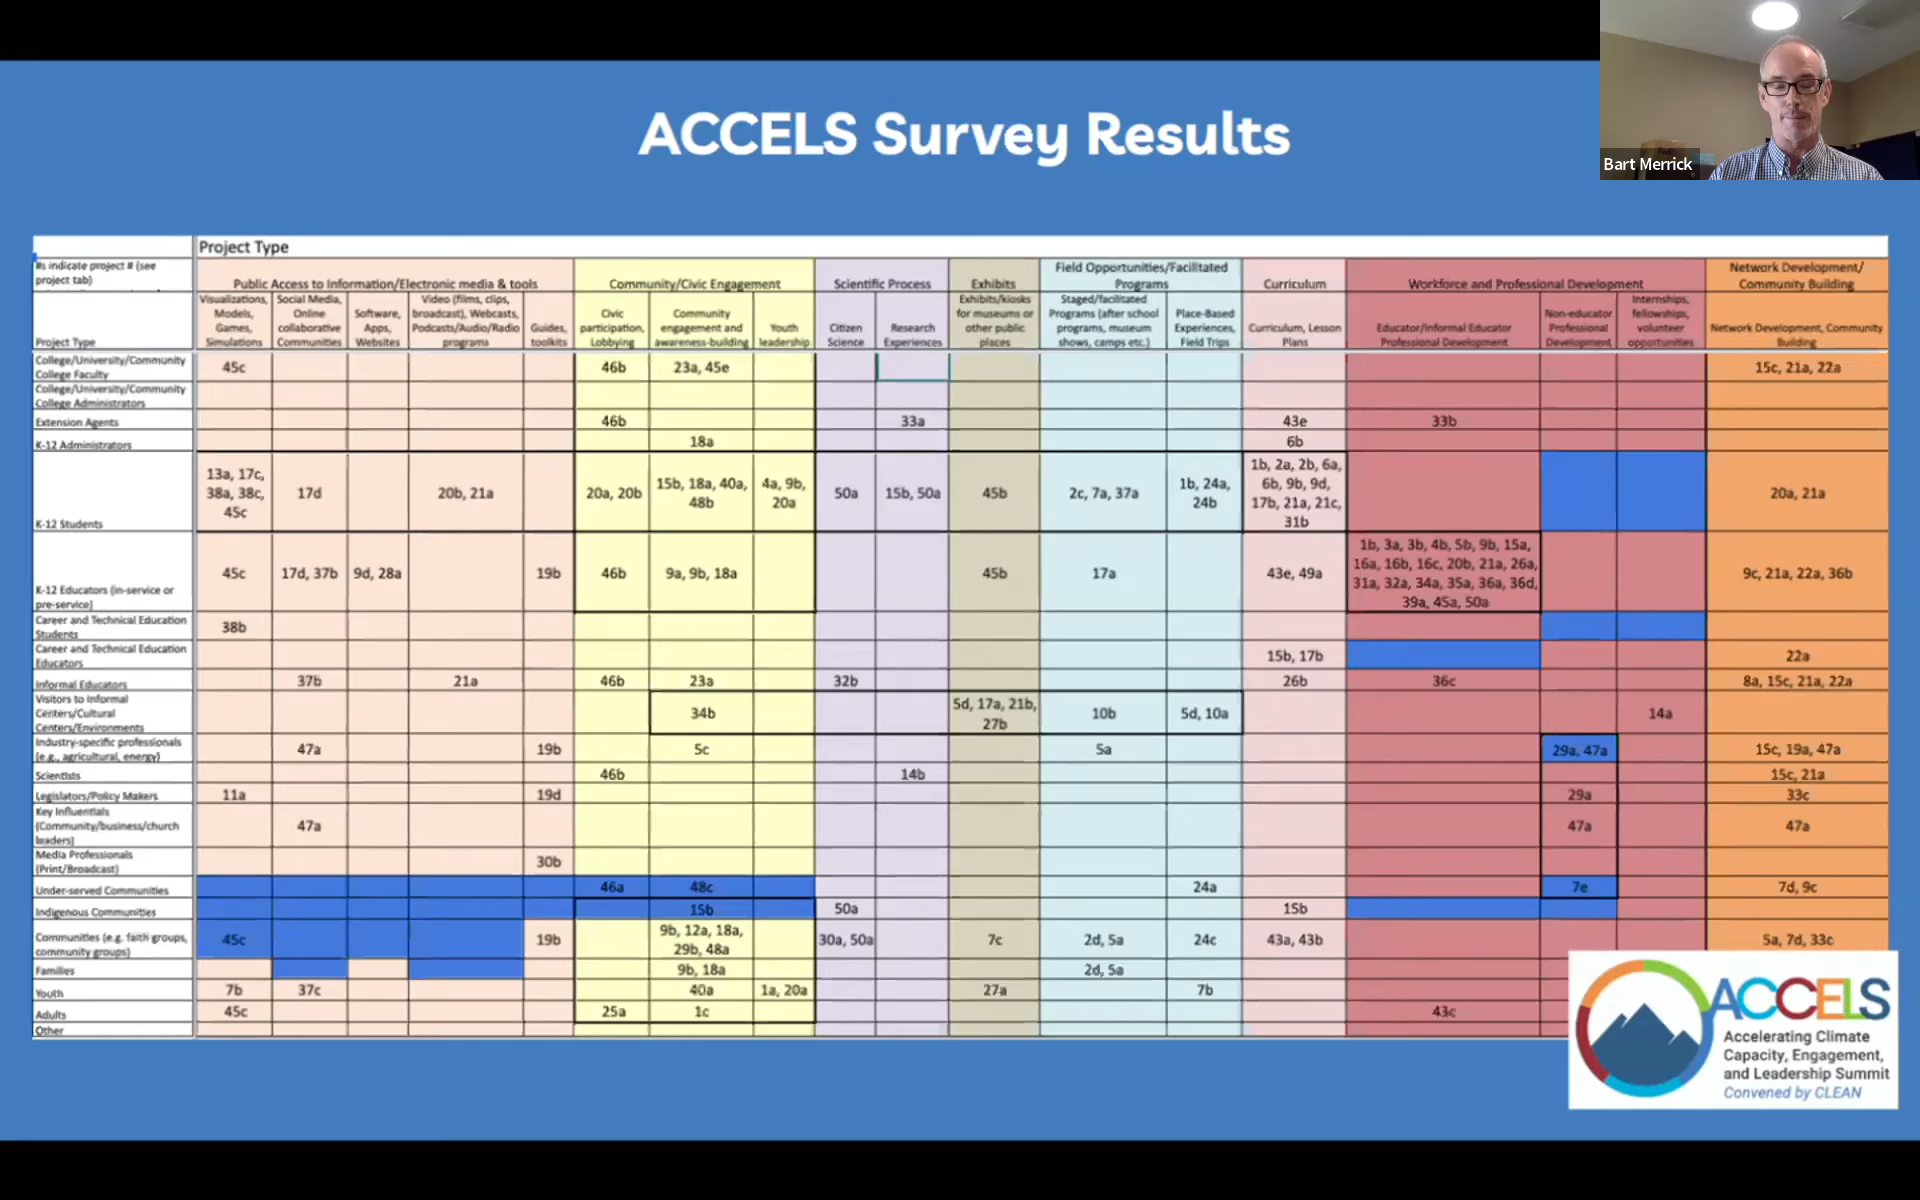 ACCELS Survey Results
Bart Merrick
Project Type
#s indicate project # (see
project tab)
Public Access to Information/Electronic media & tools
Community/Civic Engagement
Scientific Process
Exhibits
Field Opportunities/Facilitated
Programs
Curriculum
Workforce and Professional Development
Network Development/
Community Building
Project Type
Visualizations,
Models,
Games,
Simulations
Social Media,
Online
collaborative
Communities
Software,
Apps,
Websites
Video (films, clips,
broadcast), Webcasts,
Podcasts/Audio/Radio
programs
Guides,
toolkits
Civic
participation,
Lobbying
Community
engagement and
awareness-building
Youth
leadership
Citizen
Science
Research
Experiences
Exhibits/kiosks
for museums or
other public
places
Staged/facilitated
Programs (after school
programs, museum
shows, camps etc.)
Place-Based
Experiences,
Field Trips
Curriculum, Lesson
Plans
Educator/Informal Educator
Professional Development
Non-educator
Professional
Development
Internships,
fellowships,
volunteer
opportunities
Network Development, Community
Building
College/University/Community
College Faculty
45c
46b
23a, 45e
15c, 21a, 22a
College/University/Community
College Administrators
Extension Agents
46b
33a
43e
33b
K-12 Administrators
18a
6b
K-12 Students
13a, 17c,
38a, 38c,
45c
17d
20b, 21a
20a, 20b
15b, 18a, 40a,
48b
4a, 9b,
20a
50a
15b, 50a
45b
2c, 7a, 37a
1b, 24a,
24b
1b, 2a, 2b, 6a,
6b, 9b, 9d,
17b, 21a, 21c,
31b
20a, 21a
K-12 Educators (in-service or
pre-service)
45c
17d, 37b
9d, 28a
19b
46b
9a, 9b, 18a
45b
17a
43e, 49a
1b, 3a, 3b, 4b, 5b, 9b, 15a,
16a, 16b, 16c, 20b, 21a, 26a,
31a, 32a, 34a, 35a, 36a, 36d,
39a, 45a, 50a
9c, 21a, 22a, 36b
Career and Technical Education
Students
38b
Career and Technical Education
Educators
15b, 17b
22a
Informal Educators
37b
21a
46b
23a
32b
26b
36c
8a, 15c, 21a, 22a
Visitors to Informal
Centers/Cultural
Centers/Environments
34b
5d, 17a, 21b,
27b
10b
5d, 10a
14a
Industry-specific professionals
(e.g., agricultural, energy)
47a
19b
5c
5a
29a, 47a
15c, 19a, 47a
Scientists
46b
14b
15c, 21a
Legislators/Policy Makers
11a
19d
29a
33c
Key Influentials
(Community/business/church
leaders)
47a
47a
47a
Media Professionals
(Print/Broadcast)
30b
Under-served Communities
46a
48c
24a
7e
7d, 9c
Indigenous Communities
15b
50a
15b
Communities (e.g. faith groups,
community groups)
45c
19b
9b, 12a, 18a,
29b, 48a
30a, 50a
7c
2d, 5a
24c
43a, 43b
5a, 7d, 33c
Families
9b, 18a
2d, 5a
Youth
7b
37c
40a
1a, 20a
27a
7b
Adults
45c
25a
1c
43c
Other
ACCELS
Accelerating Climate
Capacity, Engagement,
and Leadership Summit
Convened by CLEAN